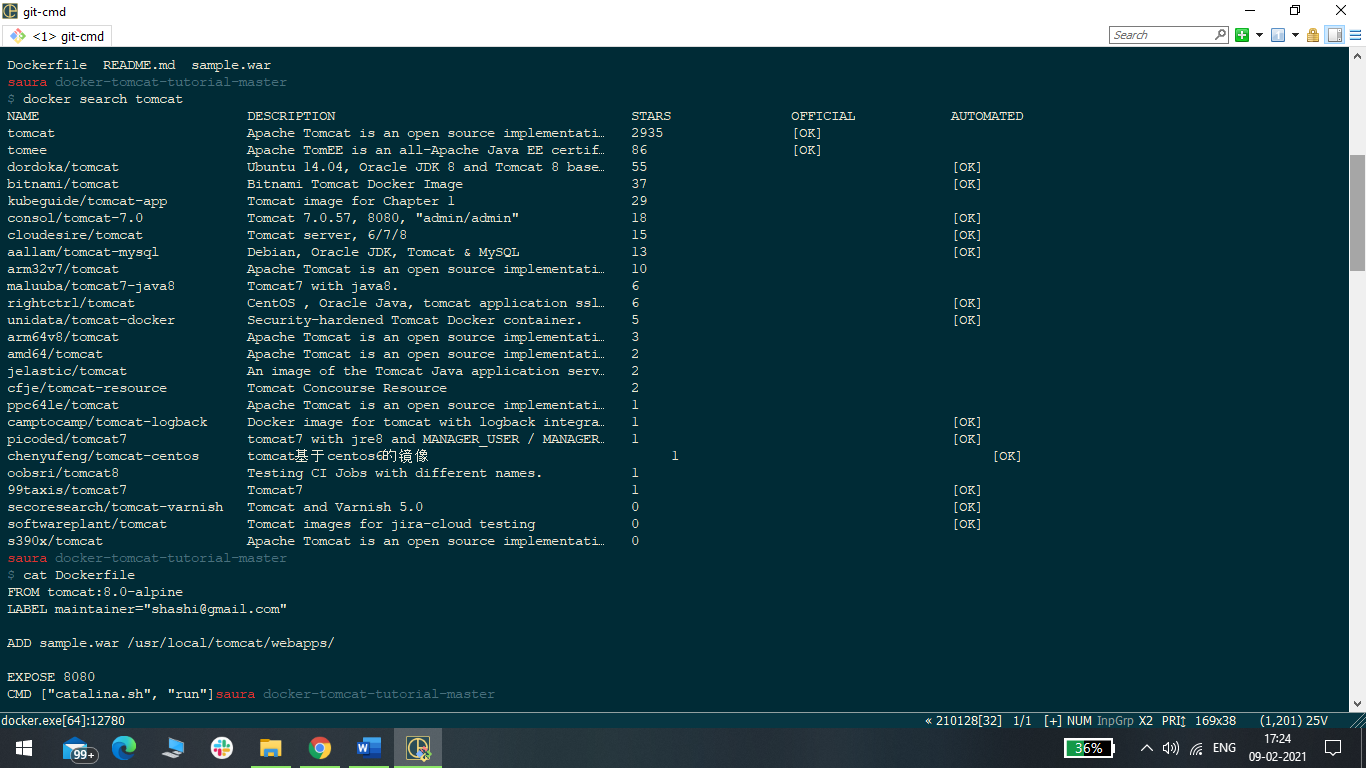 git-cmd
<1> git-cmd
Search
Dockerfile  README.md  sample.war
saura docker-tomcat-tutorial-master
$ docker search tomcat
NAME DESCRIPTION STARS OFFICIAL AUTOMATED
tomcat Apache Tomcat is an open source implementati… 2935 [OK]
tomee Apache TomEE is an all-Apache Java EE certif… 86 [OK]
dordoka/tomcat Ubuntu 14.04, Oracle JDK 8 and Tomcat 8 base… 55 [OK]
bitnami/tomcat Bitnami Tomcat Docker Image 37 [OK]
kubeguide/tomcat-app Tomcat image for Chapter 1 29
consol/tomcat-7.0 Tomcat 7.0.57, 8080, "admin/admin" 18 [OK]
cloudesire/tomcat Tomcat server, 6/7/8 15 [OK]
aallam/tomcat-mysql Debian, Oracle JDK, Tomcat & MySQL 13 [OK]
arm32v7/tomcat Apache Tomcat is an open source implementati… 10
maluuba/tomcat7-java8 Tomcat7 with java8. 6
rightctrl/tomcat CentOS , Oracle Java, tomcat application ssl… 6 [OK]
unidata/tomcat-docker Security-hardened Tomcat Docker container. 5 [OK]
arm64v8/tomcat Apache Tomcat is an open source implementati… 3
amd64/tomcat Apache Tomcat is an open source implementati… 2
jelastic/tomcat An image of the Tomcat Java application serv… 2
cfje/tomcat-resource Tomcat Concourse Resource 2
ppc64le/tomcat Apache Tomcat is an open source implementati… 1
camptocamp/tomcat-logback Docker image for tomcat with logback integra… 1 [OK]
picoded/tomcat7 tomcat7 with jre8 and MANAGER_USER / MANAGER… 1 [OK]
chenyufeng/tomcat-centos tomcat基于centos6的镜像 1 [OK]
oobsri/tomcat8 Testing CI Jobs with different names. 1
99taxis/tomcat7 Tomcat7 1 [OK]
secoresearch/tomcat-varnish Tomcat and Varnish 5.0 0 [OK]
softwareplant/tomcat Tomcat images for jira-cloud testing 0 [OK]
s390x/tomcat Apache Tomcat is an open source implementati… 0
saura docker-tomcat-tutorial-master
$ cat Dockerfile
FROM tomcat:8.0-alpine
LABEL maintainer="shashi@gmail.com"
ADD sample.war /usr/local/tomcat/webapps/
EXPOSE 8080
CMD ["catalina.sh", "run"]saura docker-tomcat-tutorial-master
docker.exe[64]:12780 « 210128[32] 1/1 [+] NUM InpGrp X2 PRI↕ 169x38 (1,201) 25V
99+ 36% ENG 17:24
09-02-2021